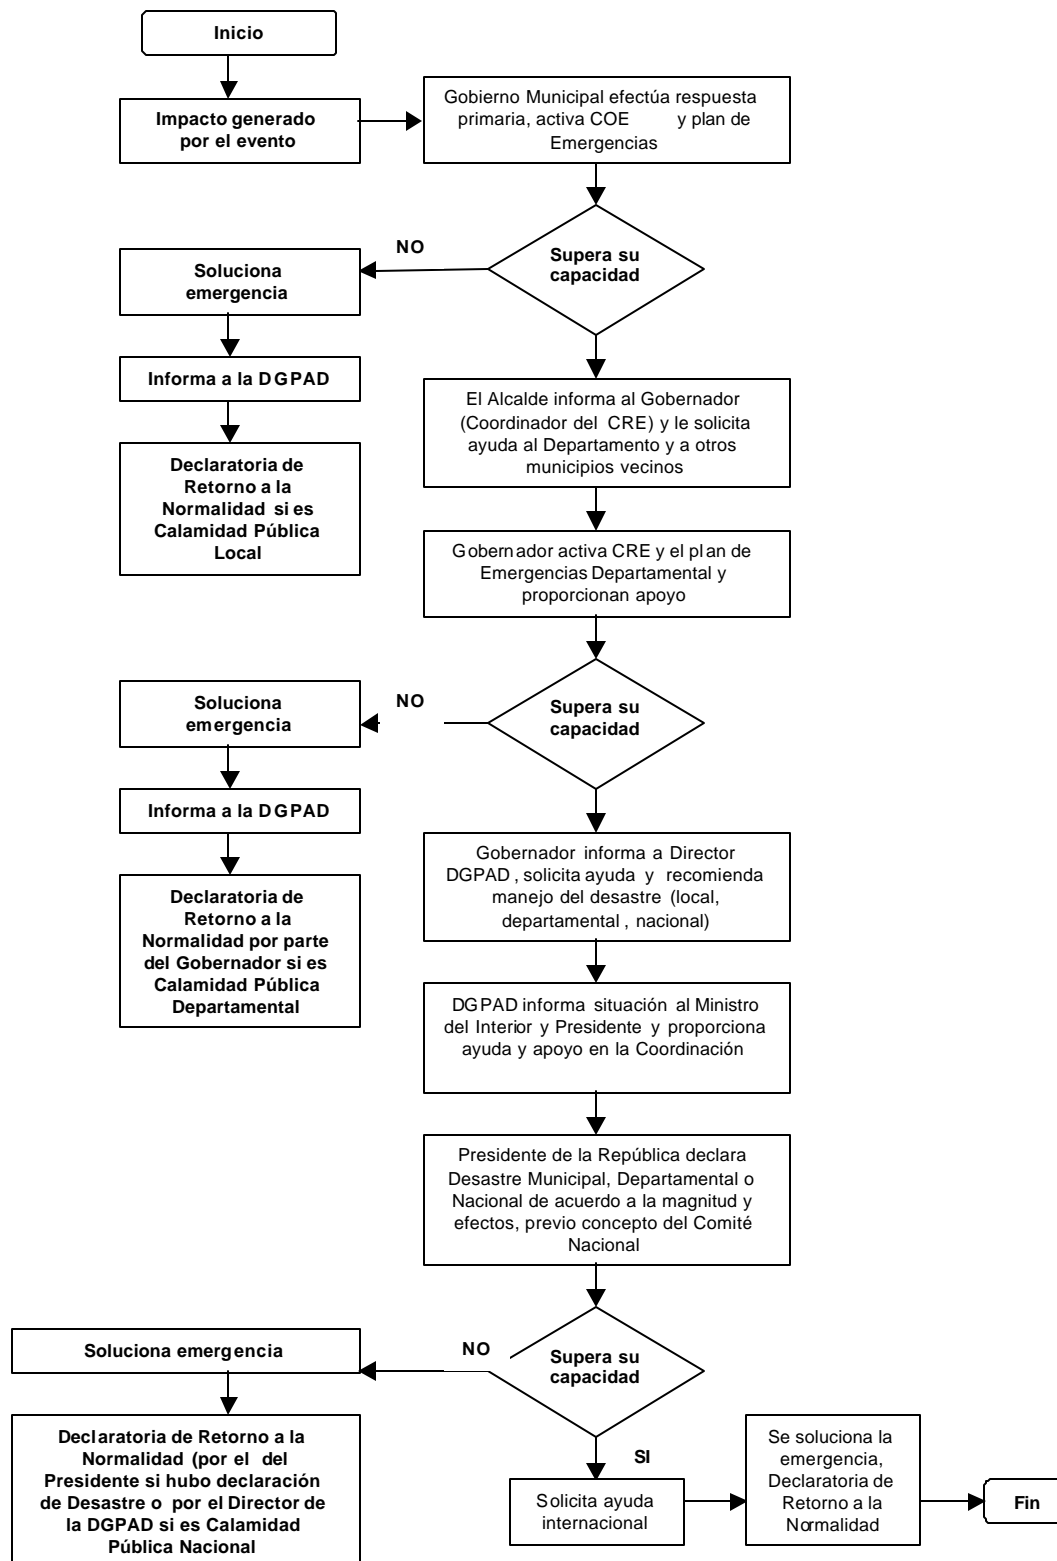 Inicio
Impacto generado
por el evento
Gobierno Municipal efectúa respuesta
primaria, activa COE y plan de
Emergencias
Supera su
capacidad
NO
Soluciona
emergencia
Informa a la DGPAD
Declaratoria de
Retorno a la
Normalidad si es
Calamidad Pública
Local
El Alcalde informa al Gobernador
(Coordinador del CRE) y le solicita
ayuda al Departamento y a otros
municipios vecinos
Gobernador activa CRE y el plan de
Emergencias Departamental y
proporcionan apoyo
Supera su
capacidad
NO
Soluciona
emergencia
Informa a la DGPAD
Declaratoria de
Retorno a la
Normalidad por parte
del Gobernador si es
Calamidad Pública
Departamental
Gobernador informa a Director
DGPAD , solicita ayuda y recomienda
manejo del desastre (local,
departamental , nacional)
DGPAD informa situación al Ministro
del Interior y Presidente y proporciona
ayuda y apoyo en la Coordinación
Presidente de la República declara
Desastre Municipal, Departamental o
Nacional de acuerdo a la magnitud y
efectos, previo concepto del Comité
Nacional
Supera su
capacidad
NO
Soluciona emergencia
Declaratoria de Retorno a la
Normalidad (por el del
Presidente si hubo declaración
de Desastre o por el Director de
la DGPAD si es Calamidad
Pública Nacional
SI
Solicita ayuda
internacional
Se soluciona la
emergencia,
Declaratoria de
Retorno a la
Normalidad
Fin